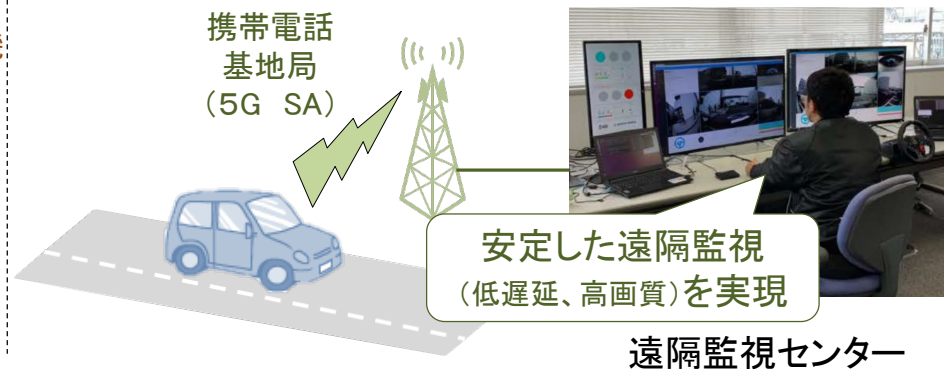 携帯電話
基地局
(５G SA)
安定した遠隔監視
(低遅延、高画質)を実現
遠隔監視センター